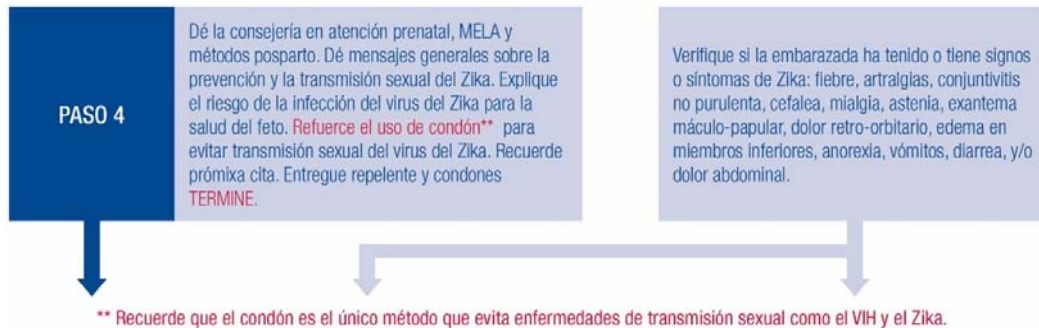 PASO 4
Dé la consejería en atención prenatal, MELA y
métodos posparto. Dé mensajes generales sobre la
prevención y la transmisión sexual del Zika. Explique
el riesgo de la infección del virus del Zika para la
salud del feto. Refuerce el uso de condón** para
evitar transmisión sexual del virus del Zika. Recuerde
prómixa cita. Entregue repelente y condones
TERMINE.
Verifique si la embarazada ha tenido o tiene signos
o síntomas de Zika: fiebre, artralgias, conjuntivitis
no purulenta, cefalea, mialgia, astenia, exantema
máculo-papular, dolor retro-orbitario, edema en
miembros inferiores, anorexia, vómitos, diarrea, y/o
dolor abdominal.
** Recuerde que el condón es el único método que evita enfermedades de transmisión sexual como el VIH y el Zika.